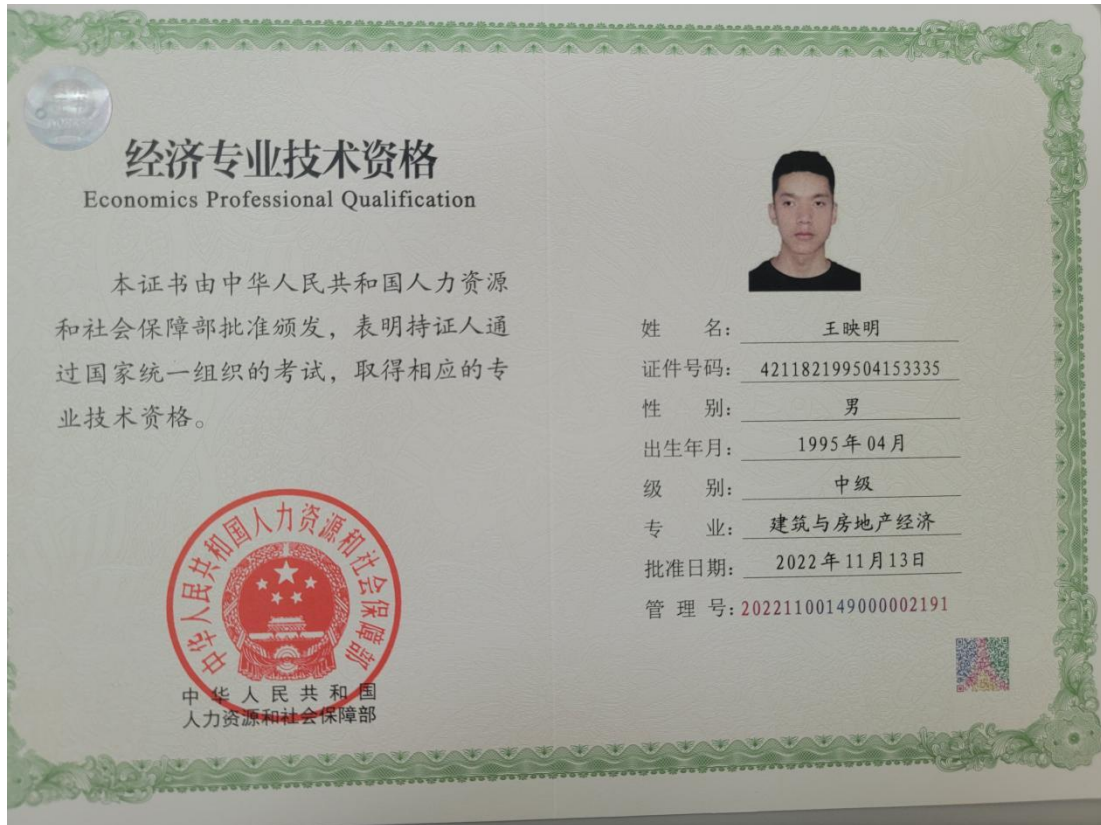 经济专业技术资格
Economics Professional Qualification
本证书由中华人民共和国人力资源
和社会保障部批准颁发，表明持证人通
过国家统一组织的考试，取得相应的专
业技术资格。
中华人民共和国人力资源和社会保障部
中华人民共和国
人力资源和社会保障部
姓 名： 王映明
证件号码： 421182199504153335
性 别： 男
出生年月： 1995年04月
级 别： 中级
专 业： 建筑与房地产经济
批准日期： 2022年11月13日
管 理 号：20221100149000002191